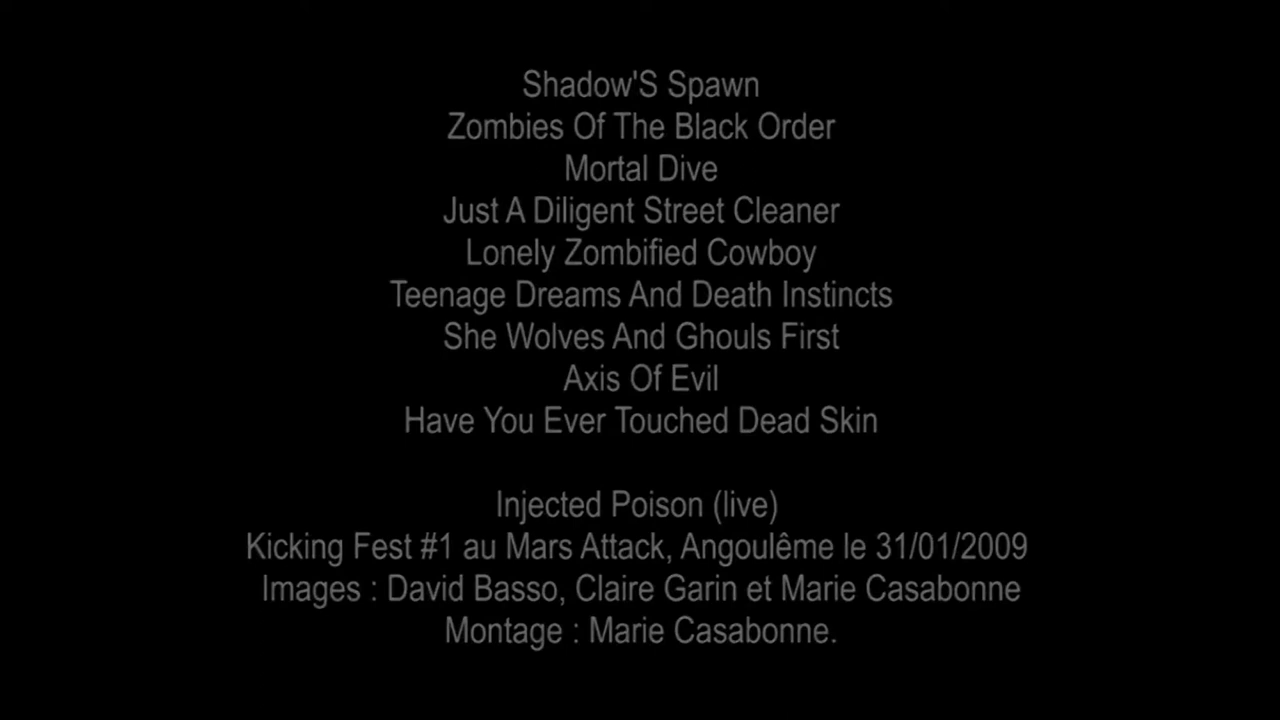 Shadow'S Spawn
Zombies Of The Black Order
Mortal Dive
Just A Diligent Street Cleaner
Lonely Zombified Cowboy
Teenage Dreams And Death Instincts
She Wolves And Ghouls First
Axis Of Evil
Have You Ever Touched Dead Skin
Injected Poison (live)
Kicking Fest #1 au Mars Attack, Angoulême le 31/01/2009
Images : David Basso, Claire Garin et Marie Casabonne
Montage : Marie Casabonne.